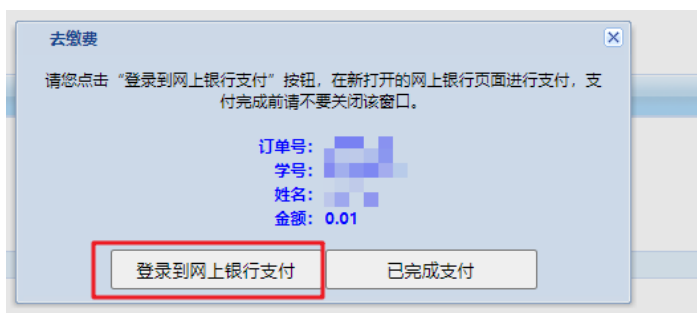 去缴费
请您点击“登录到网上银行支付”按钮，在新打开的网上银行页面进行支付，支
付完成前请不要关闭该窗口。
订单号：
学号：
姓名：
金额：0.01
登录到网上银行支付 已完成支付